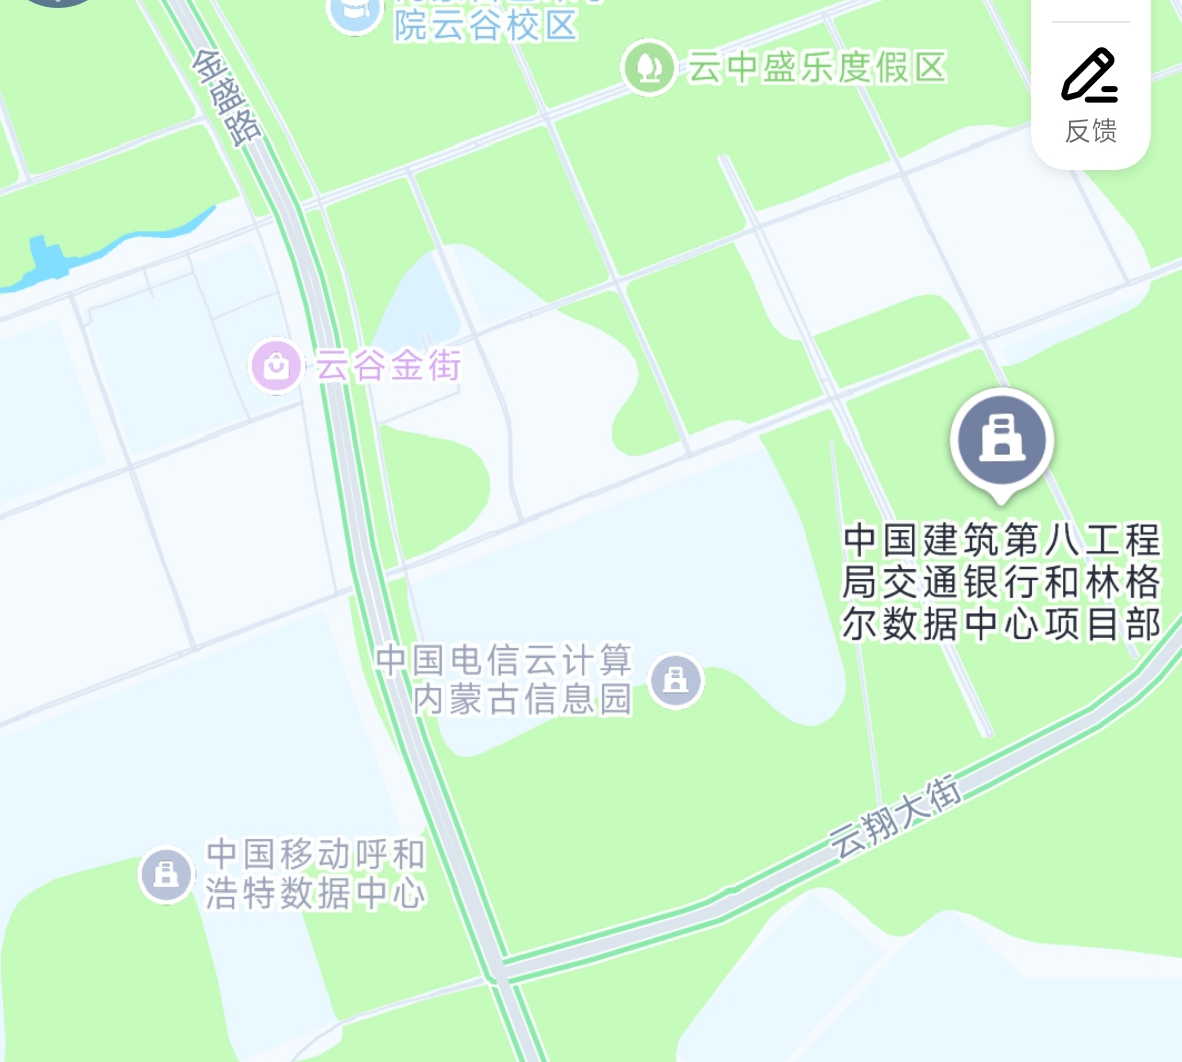 院云谷校区
云中盛乐度假区
反馈
金盛路
云谷金街
中国建筑第八工程
局交通银行和林格
尔数据中心项目部
中国电信云计算
内蒙古信息园
云翔大街
中国移动呼和
浩特数据中心